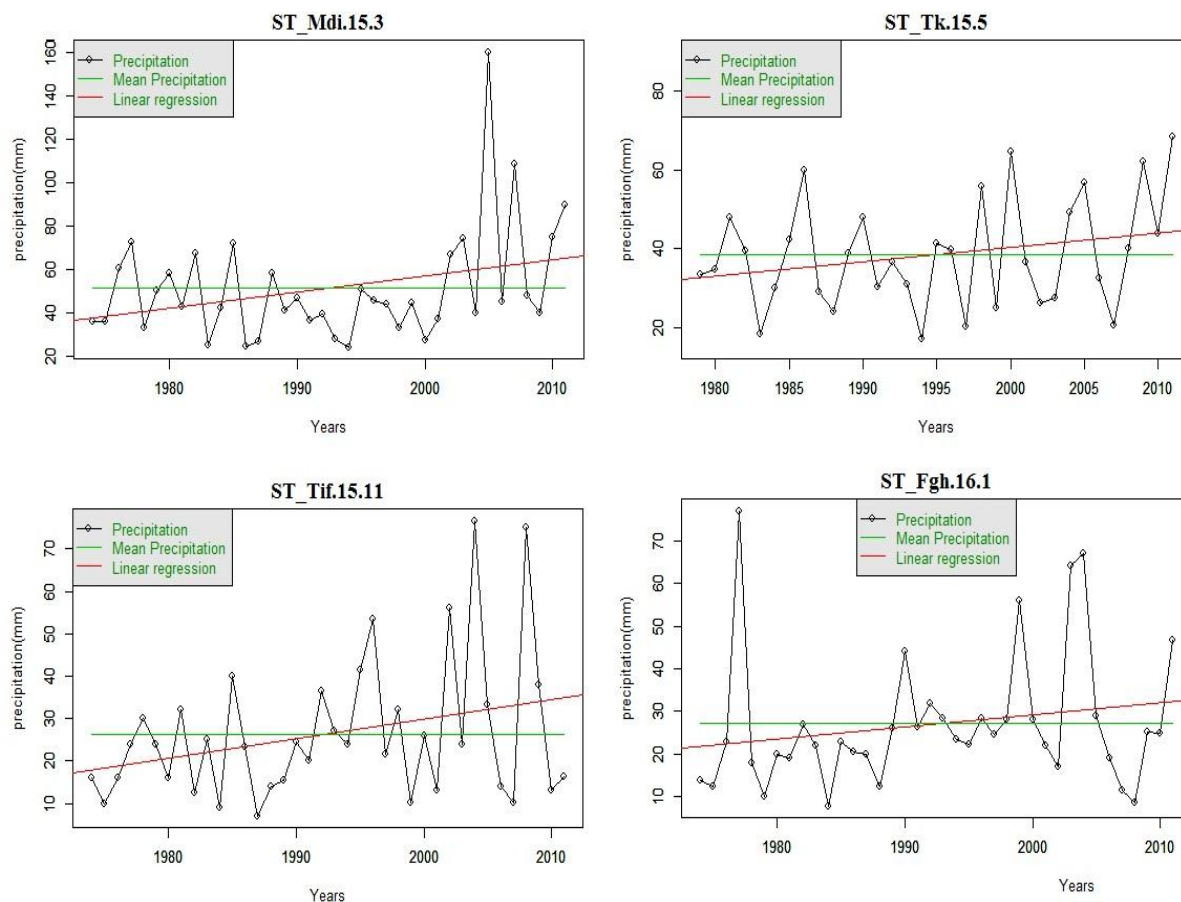 ST_Mdi.15.3
Precipitation
Mean Precipitation
Linear regression
precipitation(mm)
160
140
120
100
80
60
40
20
1980
1990
2000
2010
Years
ST_Tk.15.5
Precipitation
Mean Precipitation
Linear regression
precipitation(mm)
80
60
40
20
1980
1985
1990
1995
2000
2005
2010
Years
ST_Tif.15.11
Precipitation
Mean Precipitation
Linear regression
precipitation(mm)
70
60
50
40
30
20
10
1980
1990
2000
2010
Years
ST_Fgh.16.1
Precipitation
Mean Precipitation
Linear regression
precipitation(mm)
70
60
50
40
30
20
10
1980
1990
2000
2010
Years